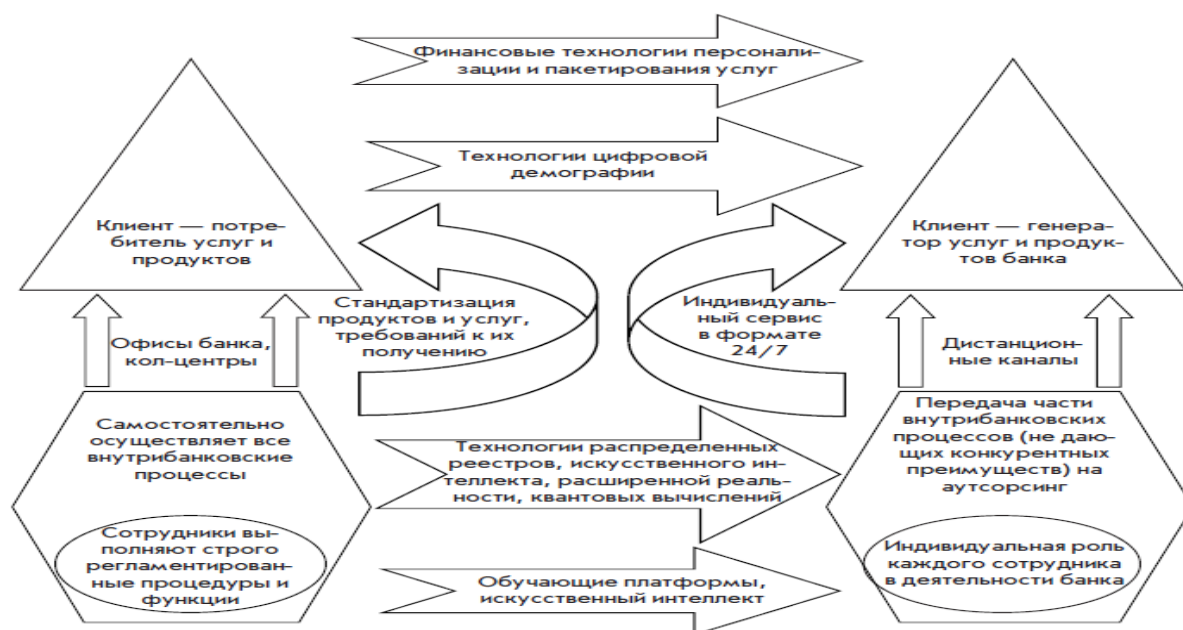 Финансовые технологии персонали-
зации и пакетирования услуг
Технологии цифровой
демографии
Клиент — потре-
битель услуг и
продуктов
Клиент — генера-
тор услуг и продук-
тов банка
Стандартизация
продуктов и услуг,
требований к их
получению
Индивидуаль-
ный сервис
в формате
24/7
Офисы банка,
кол-центры
Дистанцион-
ные каналы
Самостоятельно
осуществляет все
внутрибанковские
процессы
Технологии распределенных
реестров, искусственного ин-
теллекта, расширенной реаль-
ности, квантовых вычислений
Передача части
внутрибанковских
процессов (не даю-
щих конкурентных
преимуществ) на
аутсорсинг
Сотрудники вы-
полняют строго
регламентирован-
ные процедуры и
функции
Обучающие платформы,
искусственный интеллект
Индивидуальная роль
каждого сотрудника
в деятельности банка